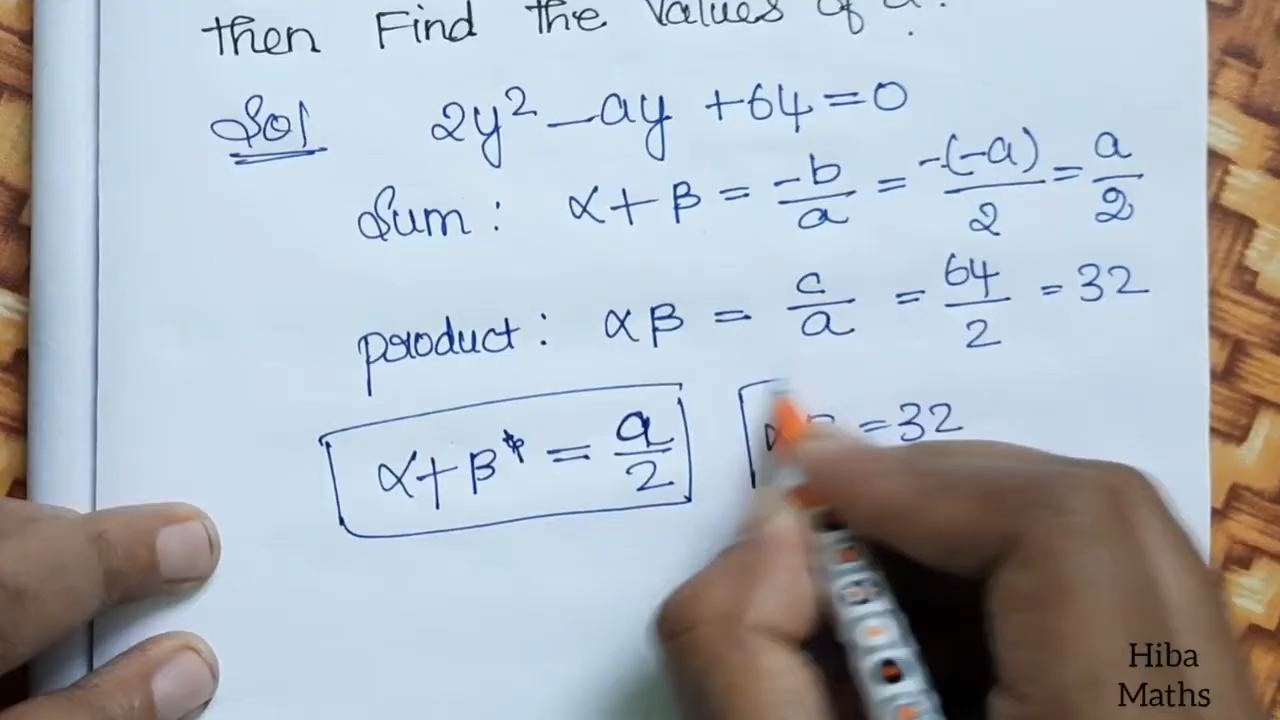 then Find the Values of a.
Sol 2y² - ay + 64 = 0
Sum : α + β = -b/a = -(-a)/2 = a/2
product : αβ = c/a = 64/2 = 32
α + β = a/2 = 32
Hiba
Maths